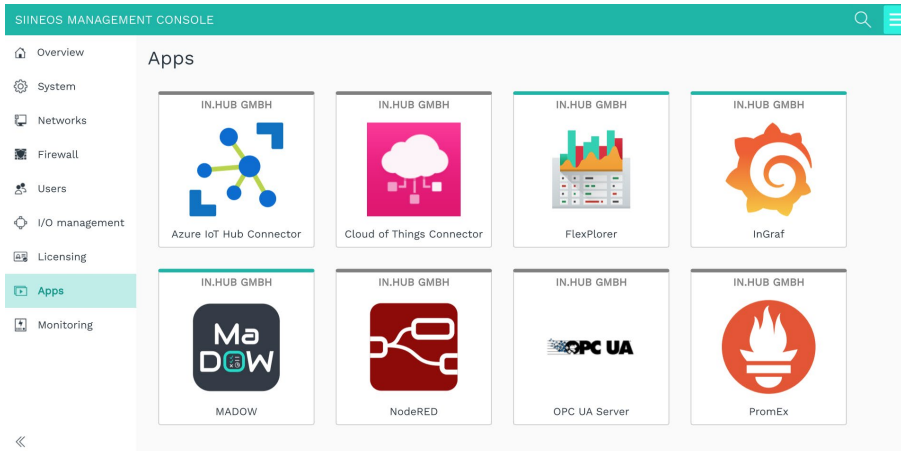 SIINEOS MANAGEMENT CONSOLE
Overview
System
Networks
Firewall
Users
I/O management
Licensing
Apps
Monitoring
Apps
IN.HUB GMBH
Azure IoT Hub Connector
IN.HUB GMBH
Cloud of Things Connector
IN.HUB GMBH
FlexPlorer
IN.HUB GMBH
InGraf
IN.HUB GMBH
Ma
DOW
MADOW
IN.HUB GMBH
NodeRED
IN.HUB GMBH
OPC UA
OPC UA Server
IN.HUB GMBH
PromEx